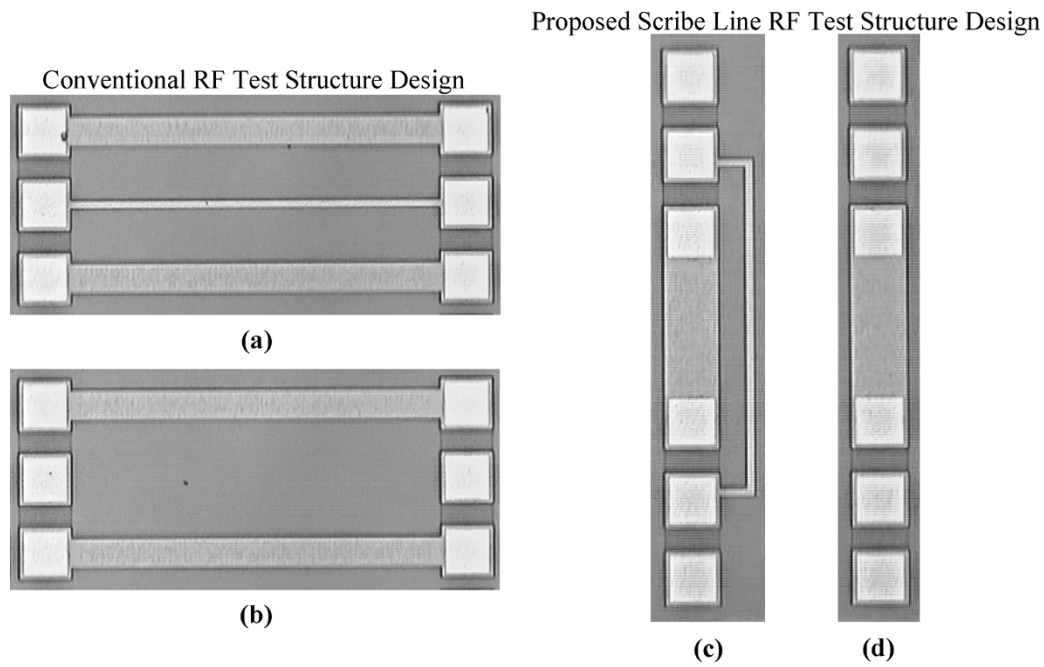 Proposed Scribe Line RF Test Structure Design
Conventional RF Test Structure Design
(a)
(b)
(c)
(d)